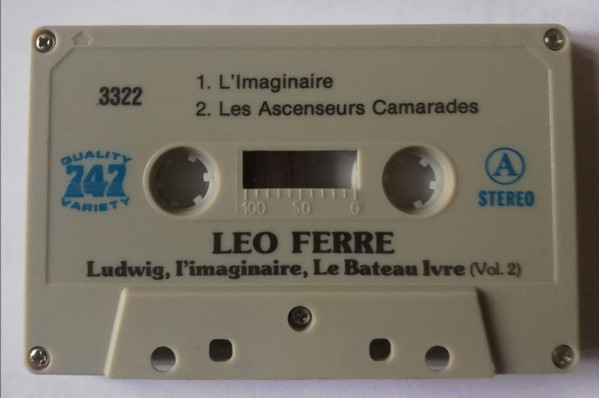 3322
1. L'Imaginaire
2. Les Ascenseurs Camarades
QUALITY
747
VARIETY
A
STEREO
100 50 0
LEO FERRE
Ludwig, l'imaginaire, Le Bateau Ivre (Vol. 2)